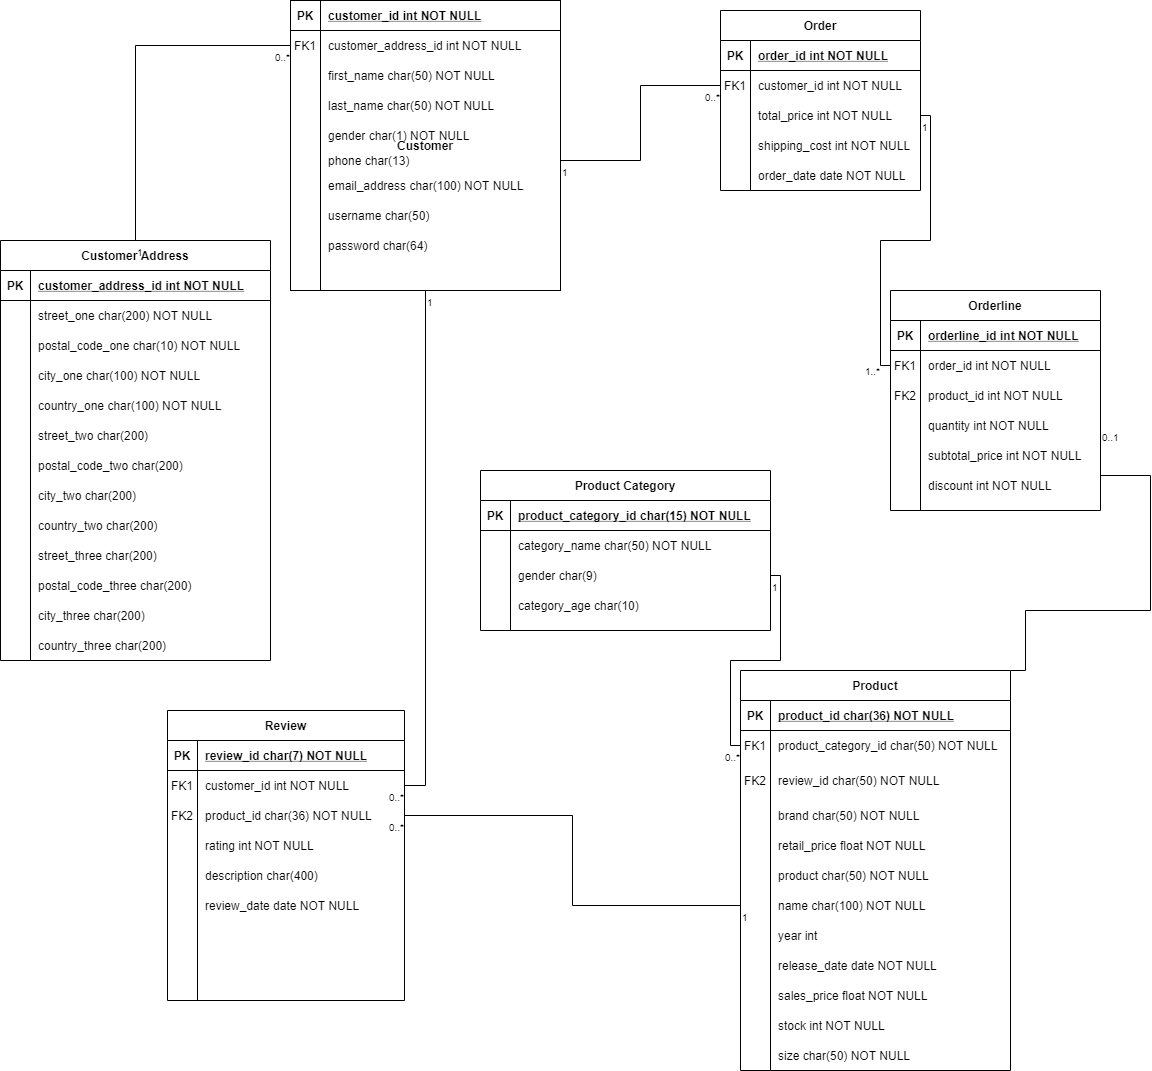 PK customer_id int NOT NULL
FK1 customer_address_id int NOT NULL
0..*
first_name char(50) NOT NULL
last_name char(50) NOT NULL
gender char(1) NOT NULL
Customer
phone char(13)
email_address char(100) NOT NULL
username char(50)
password char(64)
1
1
Order
PK order_id int NOT NULL
FK1 customer_id int NOT NULL
0..*
total_price int NOT NULL
1
shipping_cost int NOT NULL
order_date date NOT NULL
Customer Address
1
PK customer_address_id int NOT NULL
street_one char(200) NOT NULL
postal_code_one char(10) NOT NULL
city_one char(100) NOT NULL
country_one char(100) NOT NULL
street_two char(200)
postal_code_two char(200)
city_two char(200)
country_two char(200)
street_three char(200)
postal_code_three char(200)
city_three char(200)
country_three char(200)
Orderline
PK orderline_id int NOT NULL
FK1 order_id int NOT NULL
1..*
FK2 product_id int NOT NULL
quantity int NOT NULL
0..1
subtotal_price int NOT NULL
discount int NOT NULL
Product Category
PK product_category_id char(15) NOT NULL
category_name char(50) NOT NULL
gender char(9)
1
category_age char(10)
Product
PK product_id char(36) NOT NULL
FK1 product_category_id char(50) NOT NULL
0..*
FK2 review_id char(50) NOT NULL
brand char(50) NOT NULL
retail_price float NOT NULL
product char(50) NOT NULL
name char(100) NOT NULL
1
year int
release_date date NOT NULL
sales_price float NOT NULL
stock int NOT NULL
size char(50) NOT NULL
Review
PK review_id char(7) NOT NULL
FK1 customer_id int NOT NULL
0..*
FK2 product_id char(36) NOT NULL
0..*
rating int NOT NULL
description char(400)
review_date date NOT NULL